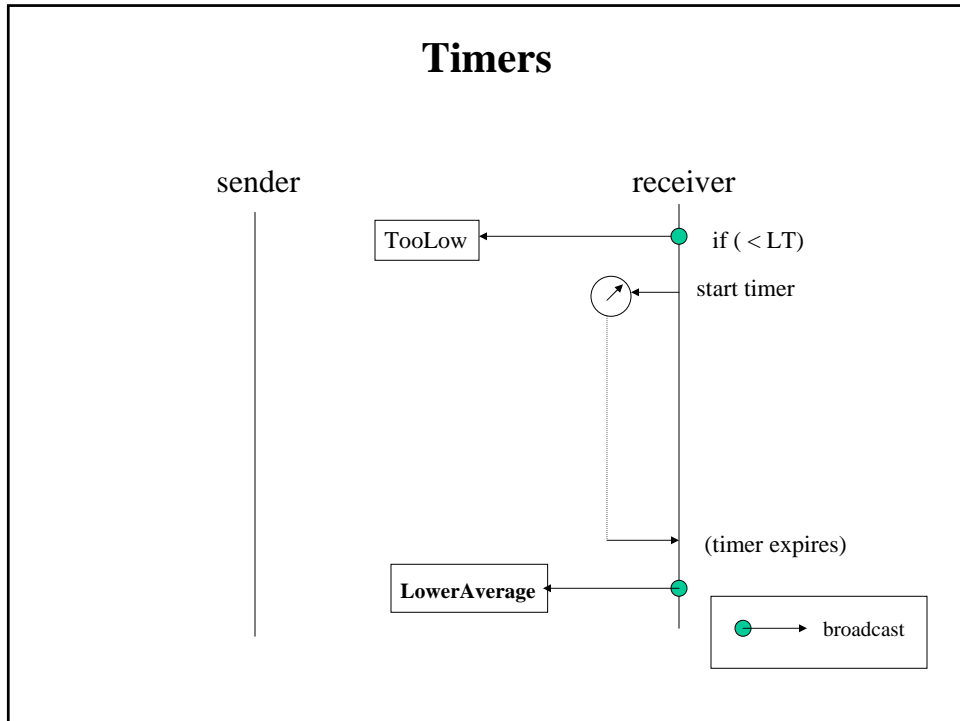 Timers
sender
receiver
TooLow
if ( < LT)
start timer
(timer expires)
LowerAverage
broadcast